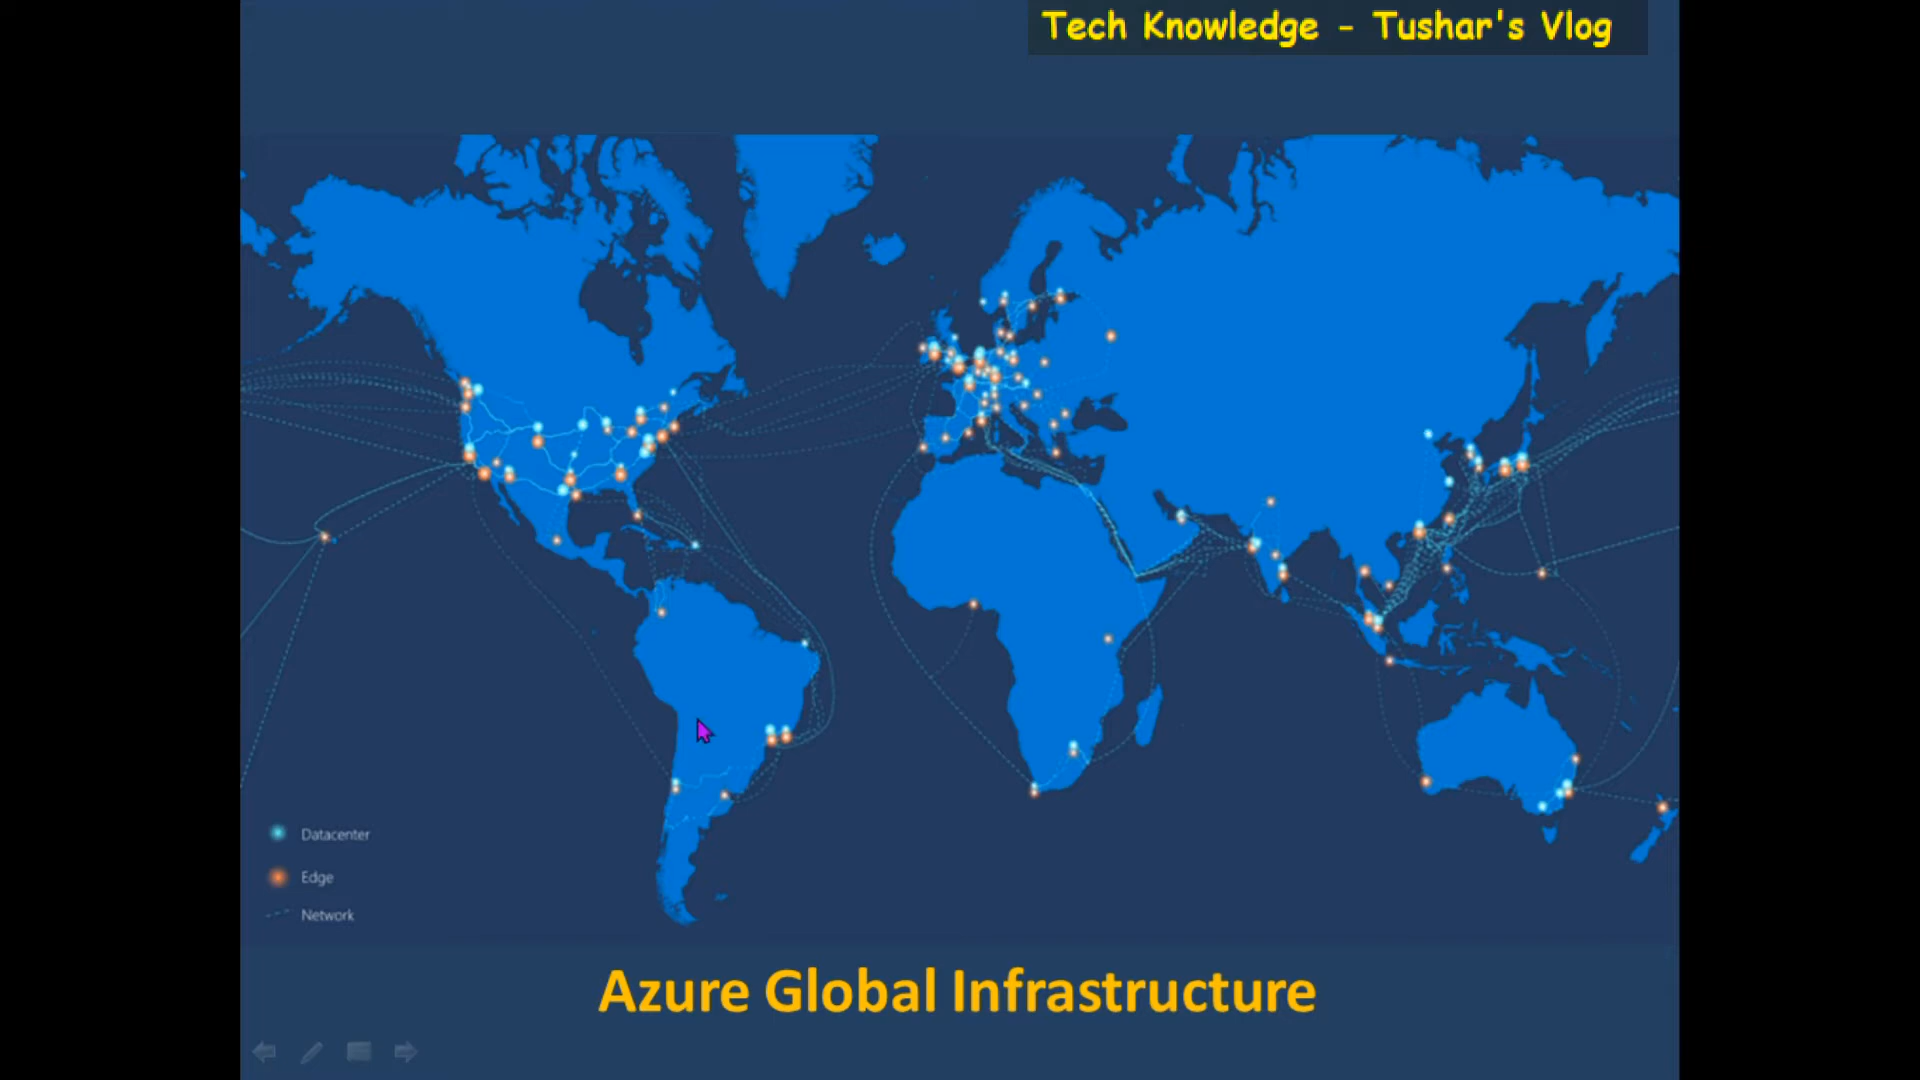 Tech Knowledge - Tushar's Vlog
Datacenter
Edge
Network
Azure Global Infrastructure